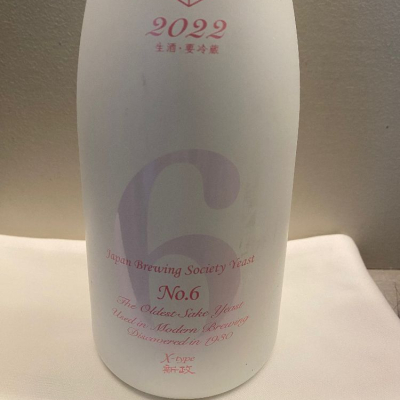 2022
生酒・要冷蔵
6
Japan Brewing Society Yeast
No.6
The Oldest Sake Yeast
Used in Modern Brewing
Discovered in 1930
X-type
新政